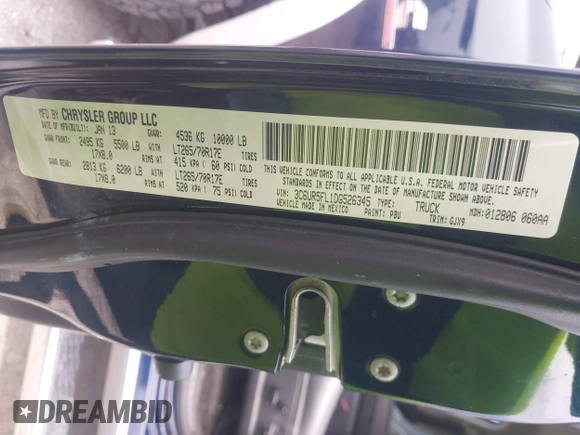 MFD BY CHRYSLER GROUP LLC
DATE OF MFR(BUILT): JAN 13 GVWR: 4536 KG 10000 LB
GAWR FRONT: 2495 KG 5500 LB LT265/70R17E TIRES
17X8.0 RIMS AT 415 KPA( 60 PSI) COLD
GAWR REAR: 2813 KG 6200 LB LT265/70R17E TIRES
17X8.0 RIMS AT 520 KPA( 75 PSI) COLD
THIS VEHICLE CONFORMS TO ALL APPLICABLE U.S.A. FEDERAL MOTOR VEHICLE SAFETY
STANDARDS IN EFFECT ON THE DATE OF MANUFACTURE SHOWN ABOVE.
VIN: 3C6UR5FL1DG526345 TYPE: TRUCK MDH: 012806 060AA
VEHICLE MADE IN MEXICO PAINT: PBU TRIM: GJX9
DREAMBID